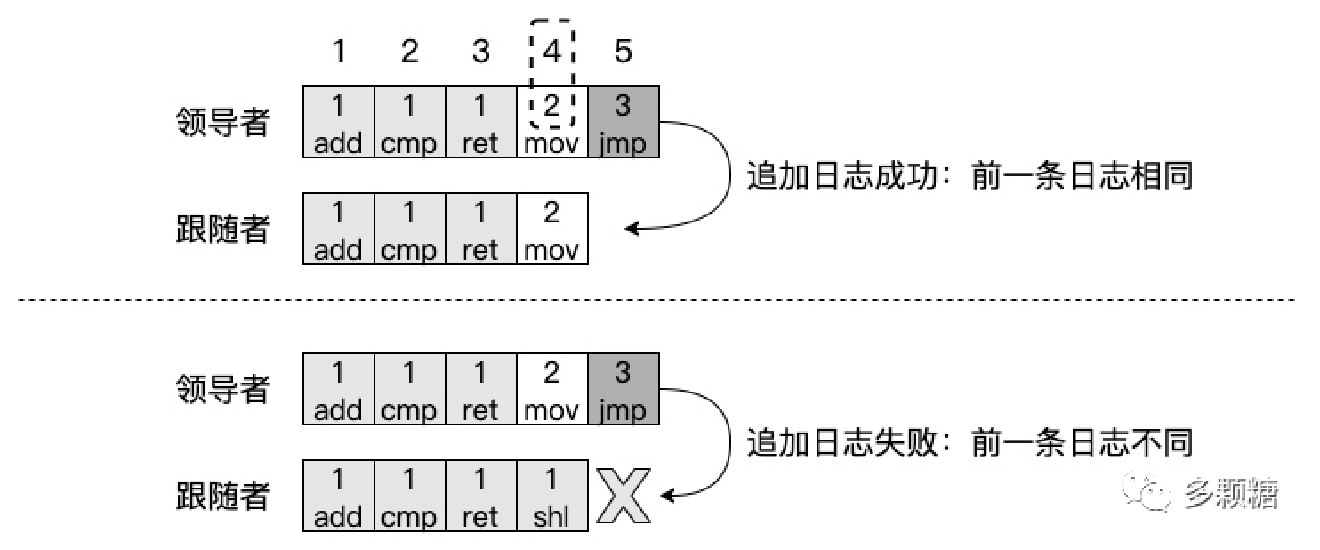 1 2 3 4 5
领导者 1 1 1 2 3
add cmp ret mov jmp
追加日志成功：前一条日志相同
跟随者 1 1 1 2
add cmp ret mov
领导者 1 1 1 2 3
add cmp ret mov jmp
追加日志失败：前一条日志不同
跟随者 1 1 1 1 X
add cmp ret shl
多颗糖